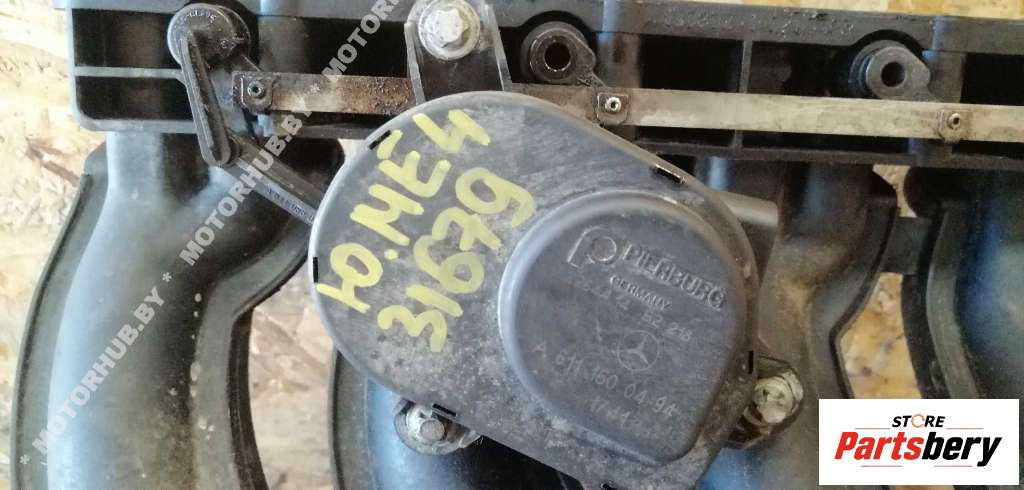 Ю.МЕ4
31679
PIERBURG
GERMANY
A 611 150 04 94
* MOTORHUB.BY * MOTORHUB.BY * MOTORHUB.BY *
STORE
Partsbery